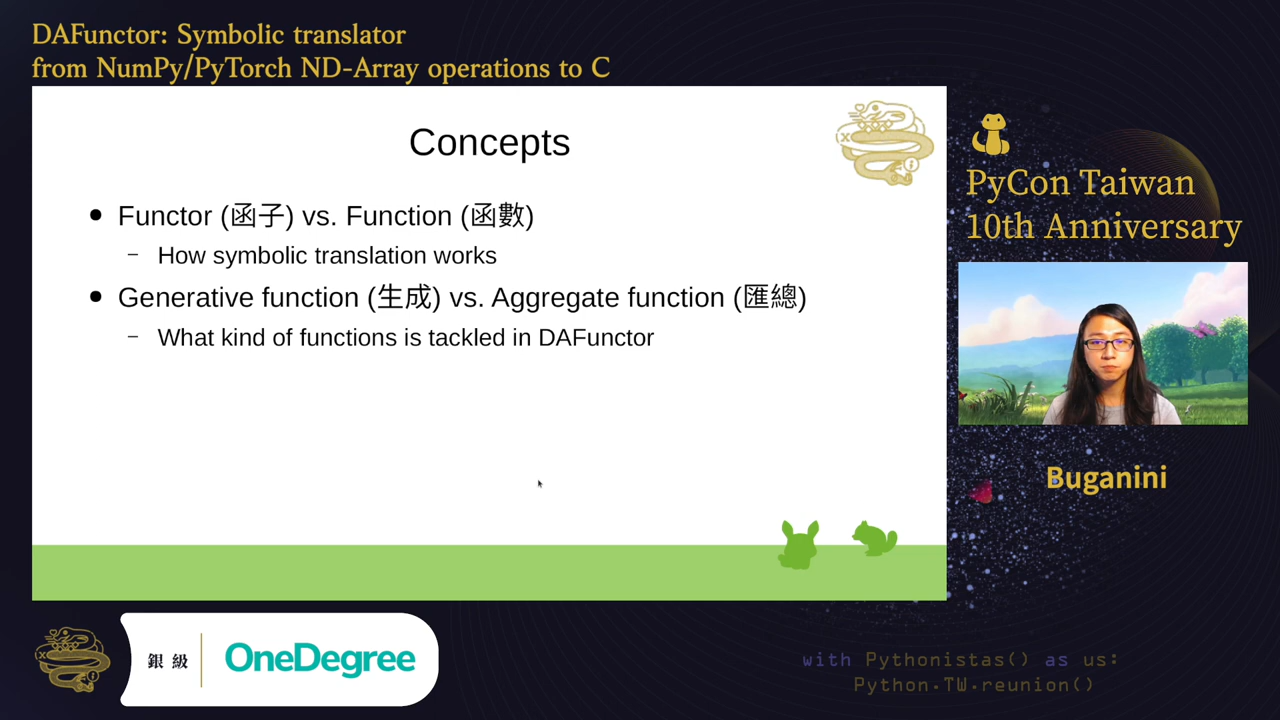 DAFunctor: Symbolic translator
from NumPy/PyTorch ND-Array operations to C
Concepts
● Functor (函子) vs. Function (函數)
– How symbolic translation works
● Generative function (生成) vs. Aggregate function (匯總)
– What kind of functions is tackled in DAFunctor
PyCon Taiwan
10th Anniversary
Buganini
銀級
OneDegree
with Pythonistas() as us:
Python.TW.reunion()